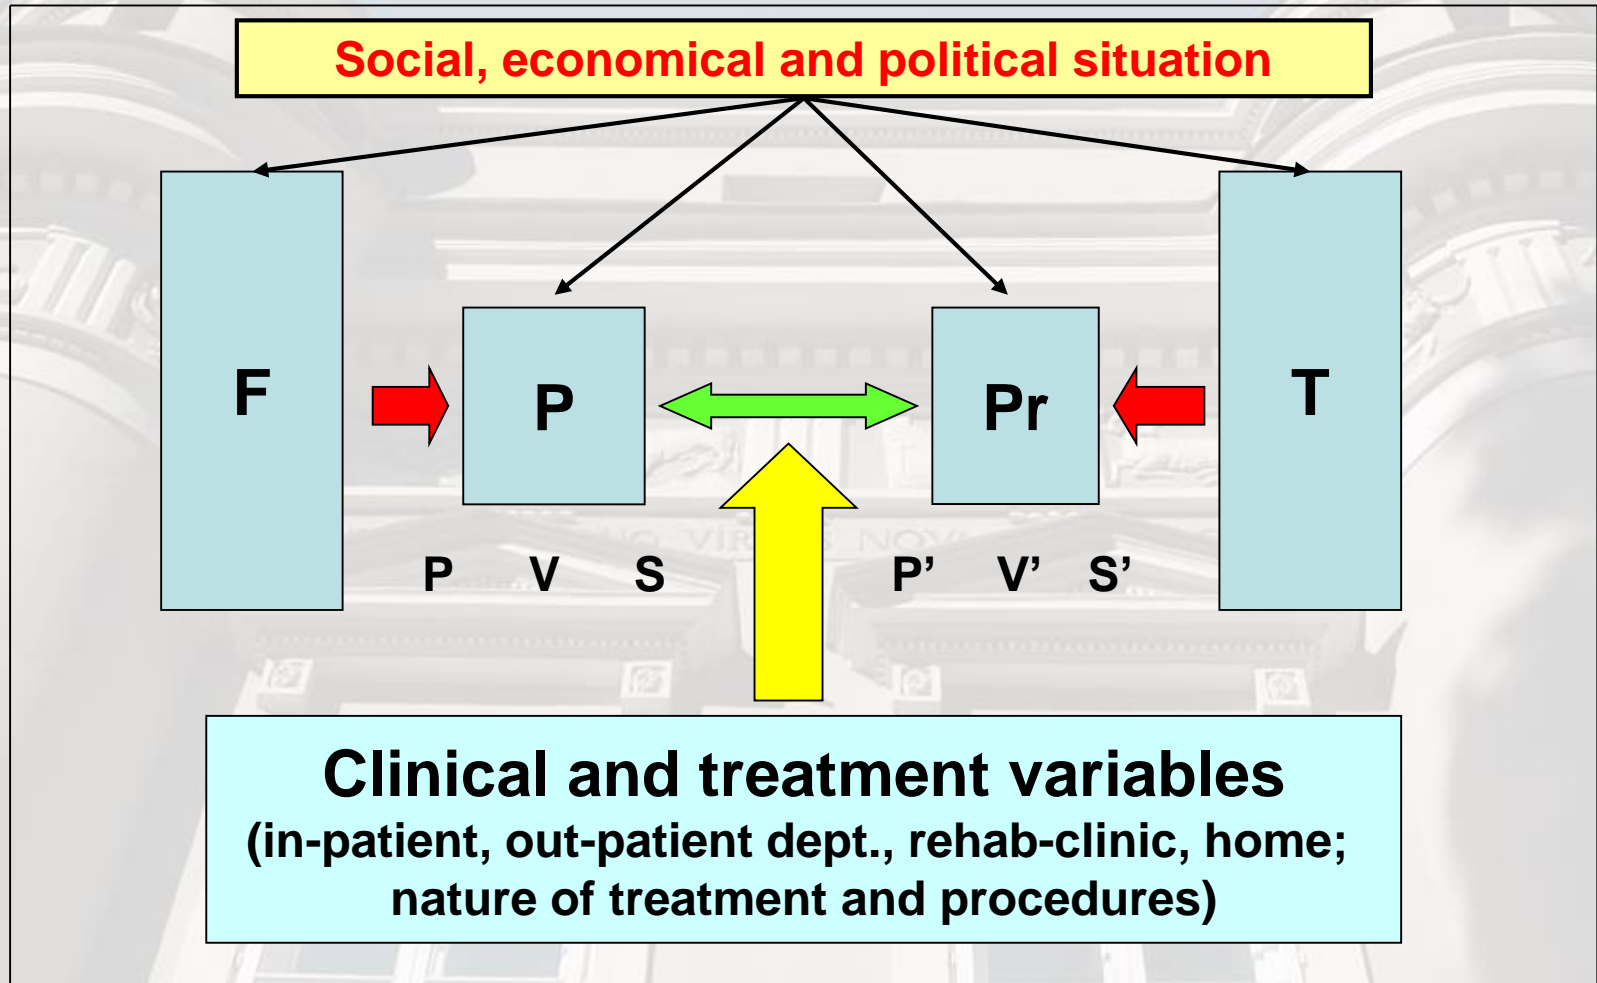 Social, economical and political situation
F
P
Pr
T
P V S
P’ V’ S’
Clinical and treatment variables
(in-patient, out-patient dept., rehab-clinic, home;
nature of treatment and procedures)